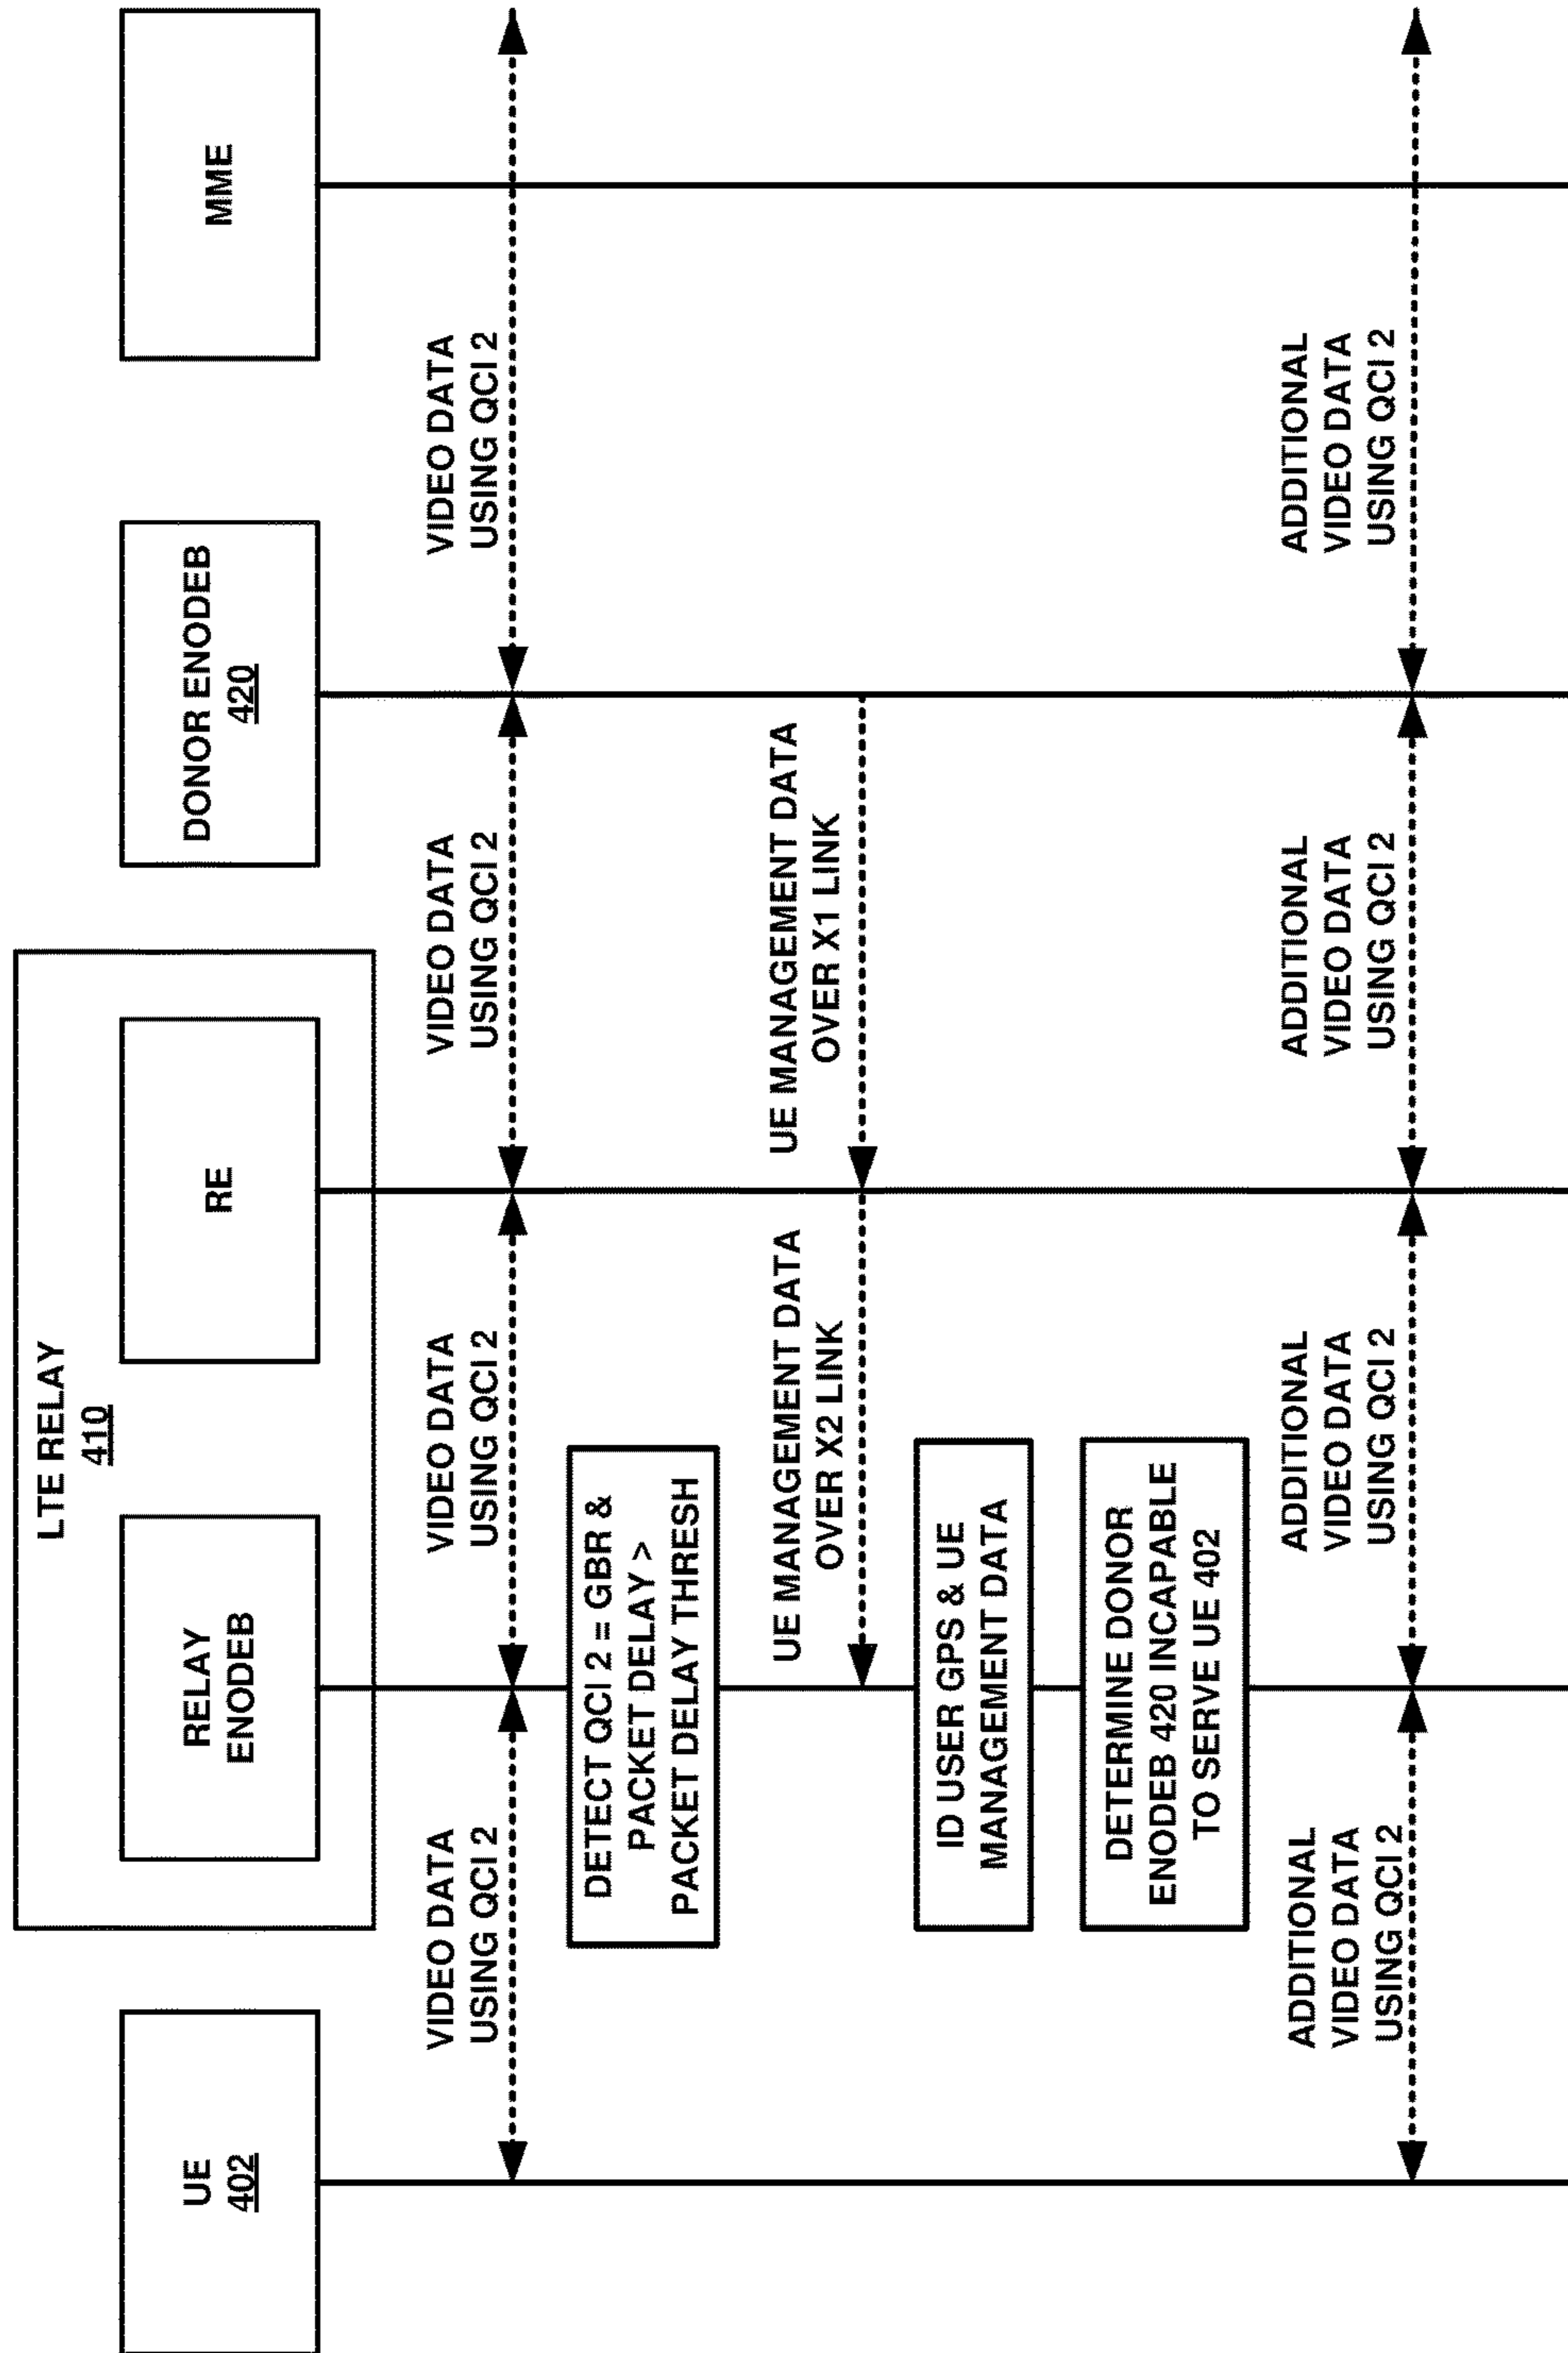 LTE RELAY
410
UE
402
RELAY
ENODEB
RE
DONOR ENODEB
420
MME
VIDEO DATA
USING QCI 2
VIDEO DATA
USING QCI 2
VIDEO DATA
USING QCI 2
VIDEO DATA
USING QCI 2
DETECT QCI 2 = GBR &
PACKET DELAY >
PACKET DELAY THRESH
UE MANAGEMENT DATA
OVER X2 LINK
UE MANAGEMENT DATA
OVER X1 LINK
ID USER GPS & UE
MANAGEMENT DATA
DETERMINE DONOR
ENODEB 420 INCAPABLE
TO SERVE UE 402
ADDITIONAL
VIDEO DATA
USING QCI 2
ADDITIONAL
VIDEO DATA
USING QCI 2
ADDITIONAL
VIDEO DATA
USING QCI 2
ADDITIONAL
VIDEO DATA
USING QCI 2